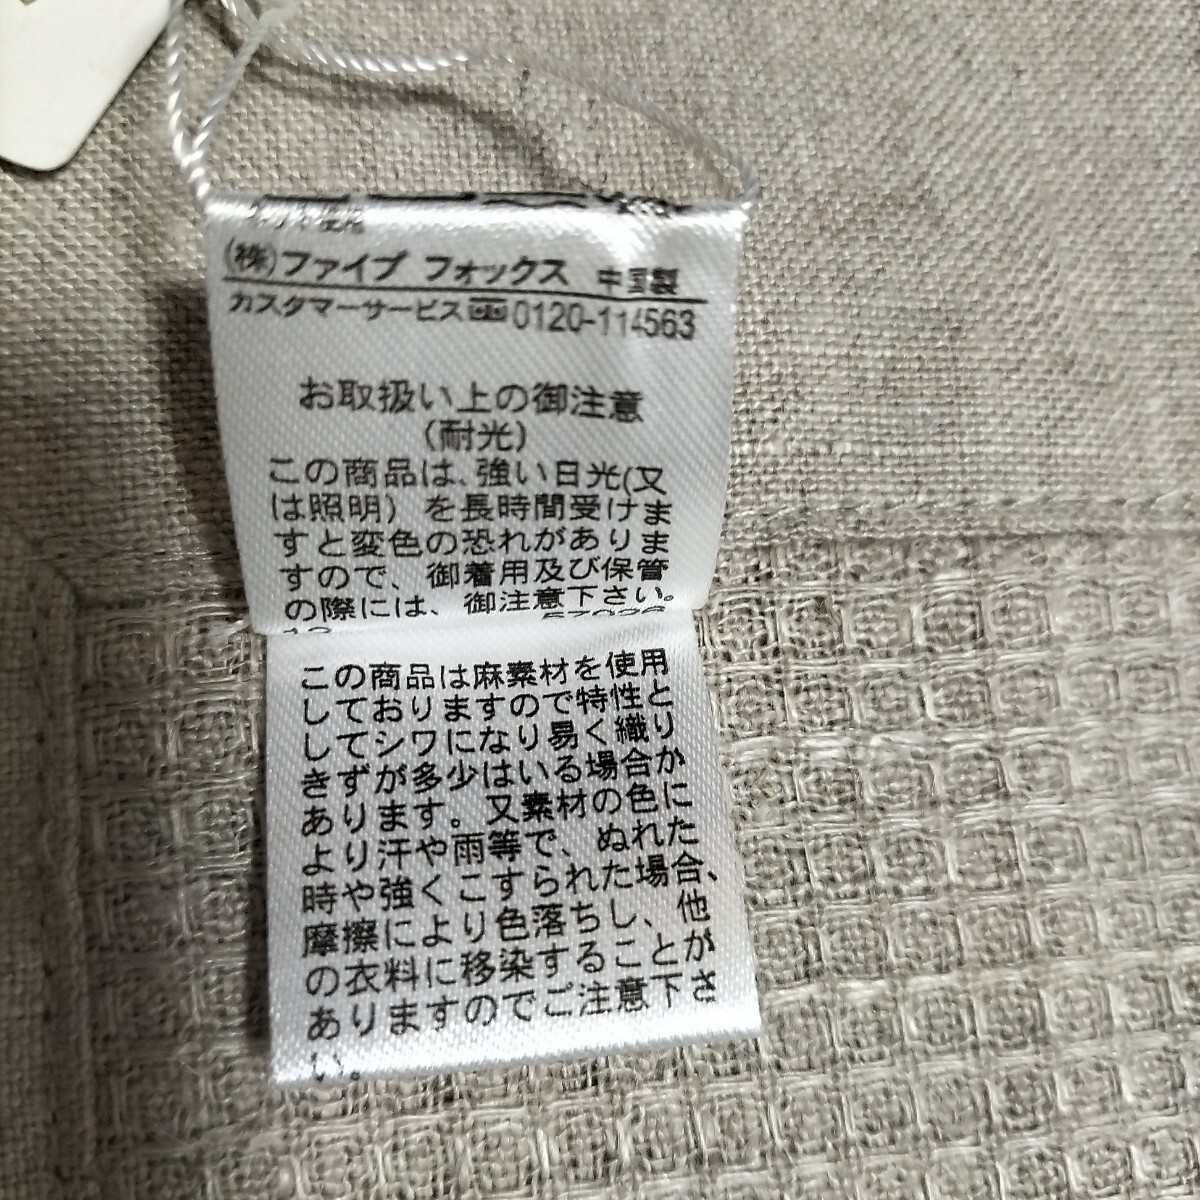 (株)ファイブ フォックス 中国製
カスタマーサービス 0120-114563
お取扱い上の御注意
(耐光)
この商品は、強い日光(又
は照明) を長時間受けま
すと変色の恐れがありま
すので、御着用及び保管
の際には、御注意下さい。
この商品は麻素材を使用
しておりますので特性と
してシワになり易く織り
きずが多少はいる場合が
あります。又素材の色に
より汗や雨等で、ぬれた
時や強くこすられた場合、
摩擦により色落ちし、他
の衣料に移染することが
ありますのでご注意下さ
い。